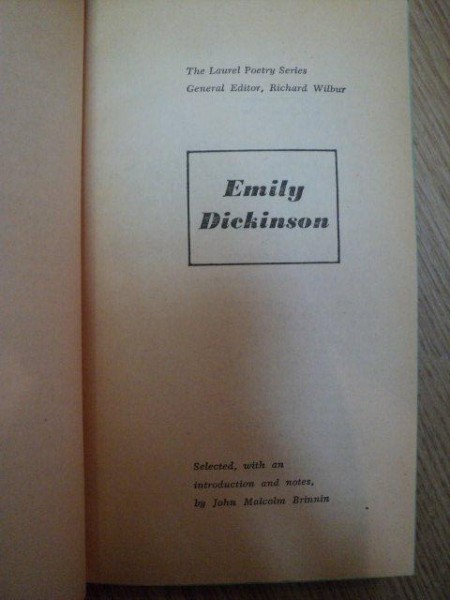 The Laurel Poetry Series
General Editor, Richard Wilbur
Emily
Dickinson
Selected, with an
introduction and notes,
by John Malcolm Brinnin